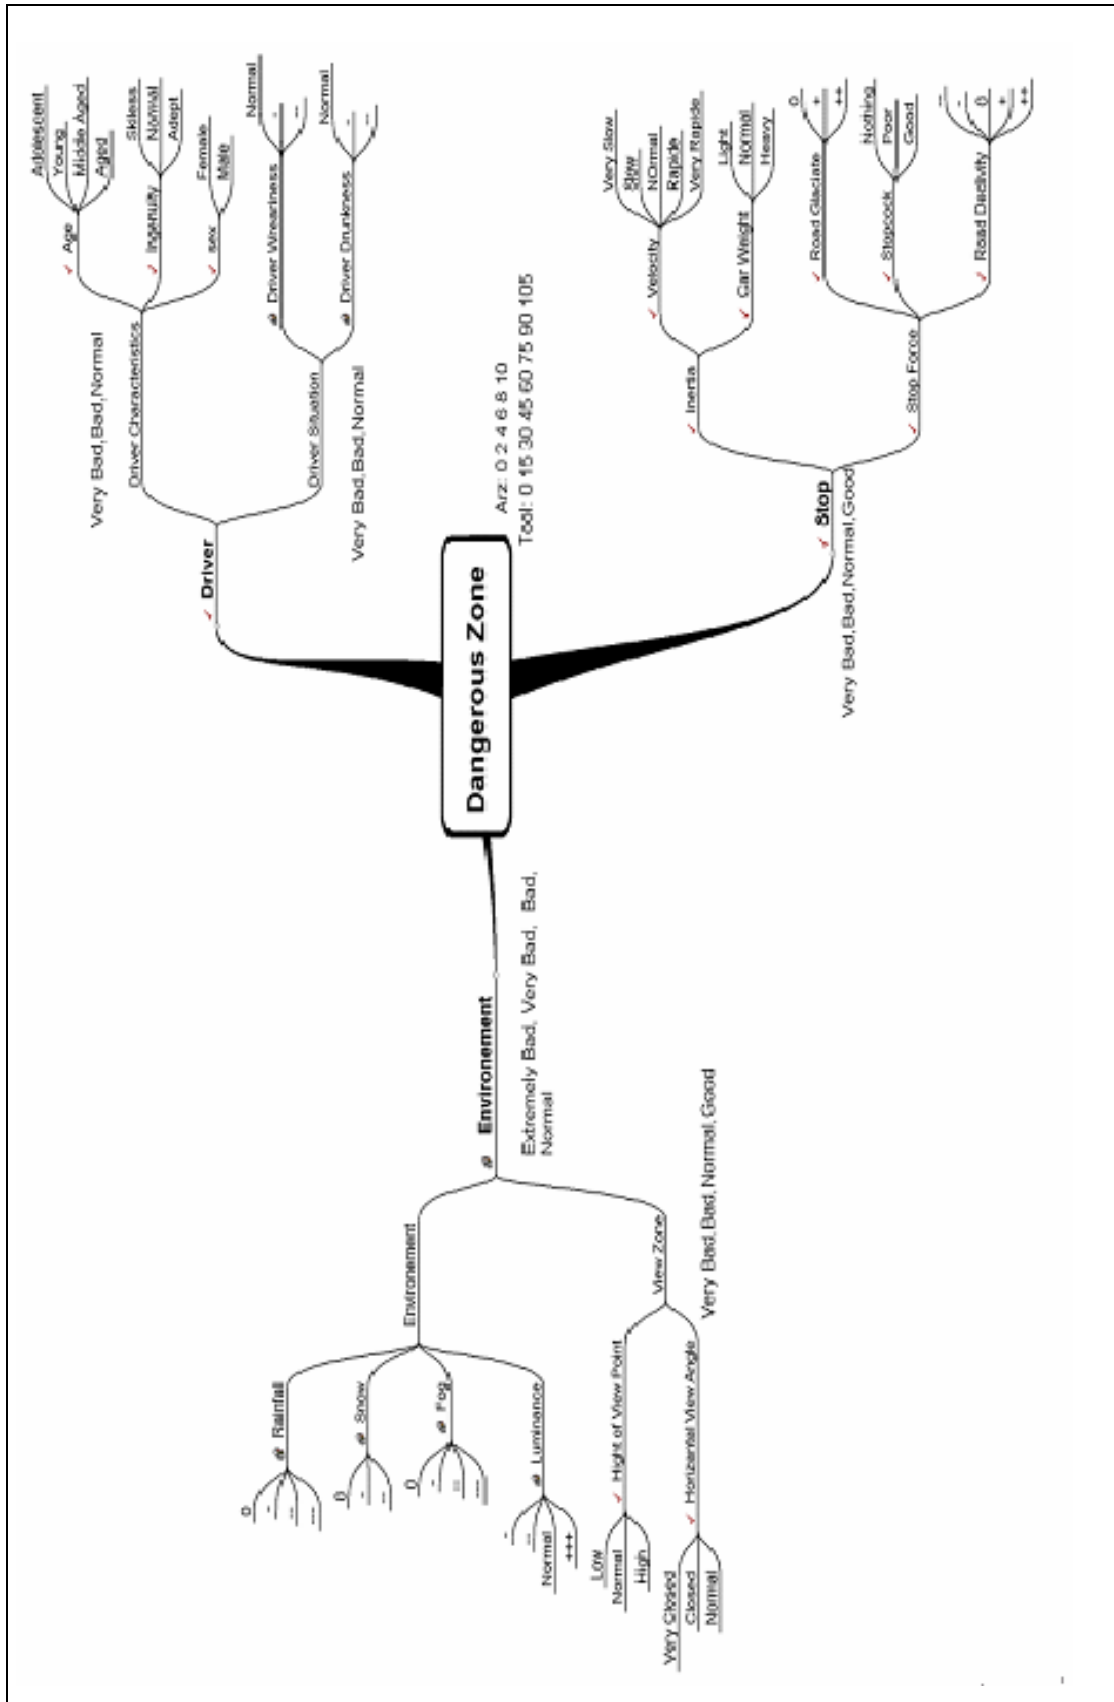 Dangerous Zone
Arz: 0 2 4 6 8 10
Tool: 0 15 30 45 60 75 90 105
Driver
Driver Characteristics
Very Bad,Bad,Normal
Age
Adolescent
Young
Middle Aged
Aged
Ingenuity
Skiless
Normal
Adept
sex
Female
Male
Driver Situation
Very Bad,Bad,Normal
Driver Wreariness
Normal
-
--
Driver Drunkness
Normal
-
--
Stop
Very Bad,Bad,Normal,Good
Inertia
Velocity
Very Slow
Slow
NOrmal
Rapide
Very Rapide
Car Weight
Light
Normal
Heavy
Stop Force
Road Glaciate
0
+
++
Stopcock
Nothing
Poor
Good
Road Daclivity
--
-
0
+
++
Environement
Extremely Bad, Very Bad, Bad,
Normal
Environement
Rainfall
0
-
--
---
Snow
0
-
--
Fog
0
-
--
---
Luminance
-
--
Normal
+++
View Zone
Very Bad,Bad,Normal,Good
Hight of View Point
Low
Normal
High
Horizantal View Angle
Very Closed
Closed
Normal